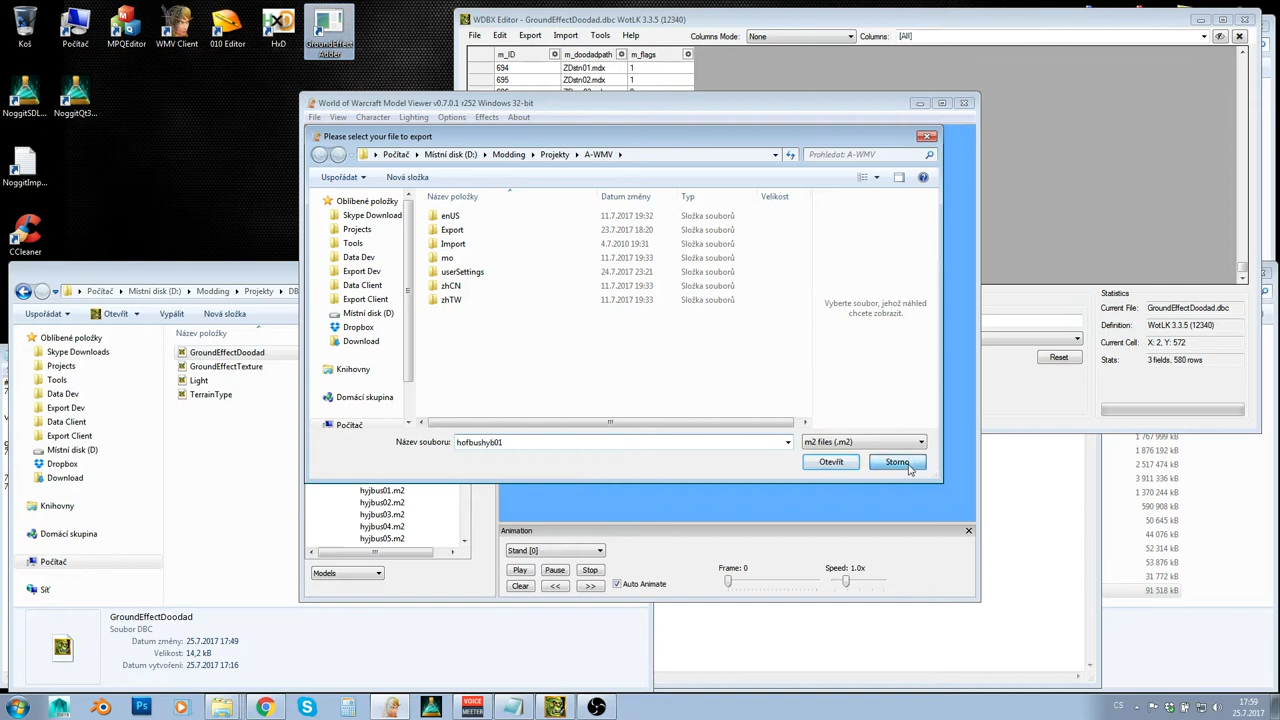 Koš
Počítač
MPQEditor
WMV Client
010 Editor
HxD
GroundEffect
Adder
NoggitSDL...
NoggitQt3...
NoggitImp...
CCleaner
WDBX Editor - GroundEffectDoodad.dbc WotLK 3.3.5 (12340)
File Edit Export Import Tools Help
Columns Mode: None Columns: [All]
m_ID m_doodadpath m_flags
694 ZDstn01.mdx 1
695 ZDstn02.mdx 1
World of Warcraft Model Viewer v0.7.0.1 r252 Windows 32-bit
File View Character Lighting Options Effects About
Please select your file to export
Počítač Místní disk (D:) Modding Projekty A-WMV
Prohledat: A-WMV
Uspořádat Nová složka
Oblíbené položky
Skype Download
Projects
Tools
Data Dev
Export Dev
Data Client
Export Client
Místní disk (D)
Dropbox
Download
Knihovny
Domácí skupina
Počítač
Název položky Datum změny Typ Velikost
enUS 11.7.2017 19:32 Složka souborů
Export 23.7.2017 18:20 Složka souborů
Import 4.7.2010 19:31 Složka souborů
mo 11.7.2017 19:33 Složka souborů
userSettings 24.7.2017 23:21 Složka souborů
zhCN 11.7.2017 19:33 Složka souborů
zhTW 11.7.2017 19:33 Složka souborů
Vyberte soubor, jehož náhled
chcete zobrazit.
Název souboru: hofbushyb01 m2 files (.m2)
Otevřít Storno
hyjbus01.m2
hyjbus02.m2
hyjbus03.m2
hyjbus04.m2
hyjbus05.m2
Models
Animation
Stand [0]
Play Pause Stop
Clear << >>
Auto Animate
Frame: 0 Speed: 1.0x
Reset
Statistics
Current File: GroundEffectDoodad.dbc
Definition: WotLK 3.3.5 (12340)
Current Cell: X: 2, Y: 572
Stats: 3 fields, 580 rows
1 767 999 kB
1 876 192 kB
2 517 474 kB
3 911 336 kB
1 370 244 kB
590 908 kB
50 645 kB
44 076 kB
52 314 kB
53 876 kB
31 772 kB
91 518 kB
Počítač Místní disk (D:) Modding Projekty DB
Uspořádat Otevřít Vypálit Nová složka
Oblíbené položky
Skype Downloads
Projects
Tools
Data Dev
Export Dev
Data Client
Export Client
Místní disk (D)
Dropbox
Download
Knihovny
Domácí skupina
Počítač
Síť
Název položky
GroundEffectDoodad
GroundEffectTexture
Light
TerrainType
GroundEffectDoodad
Soubor DBC
Datum změny: 25.7.2017 17:49
Velikost: 14,2 kB
Datum vytvoření: 25.7.2017 17:16
VOICE
MEETER
CS
17:59
25.7.2017